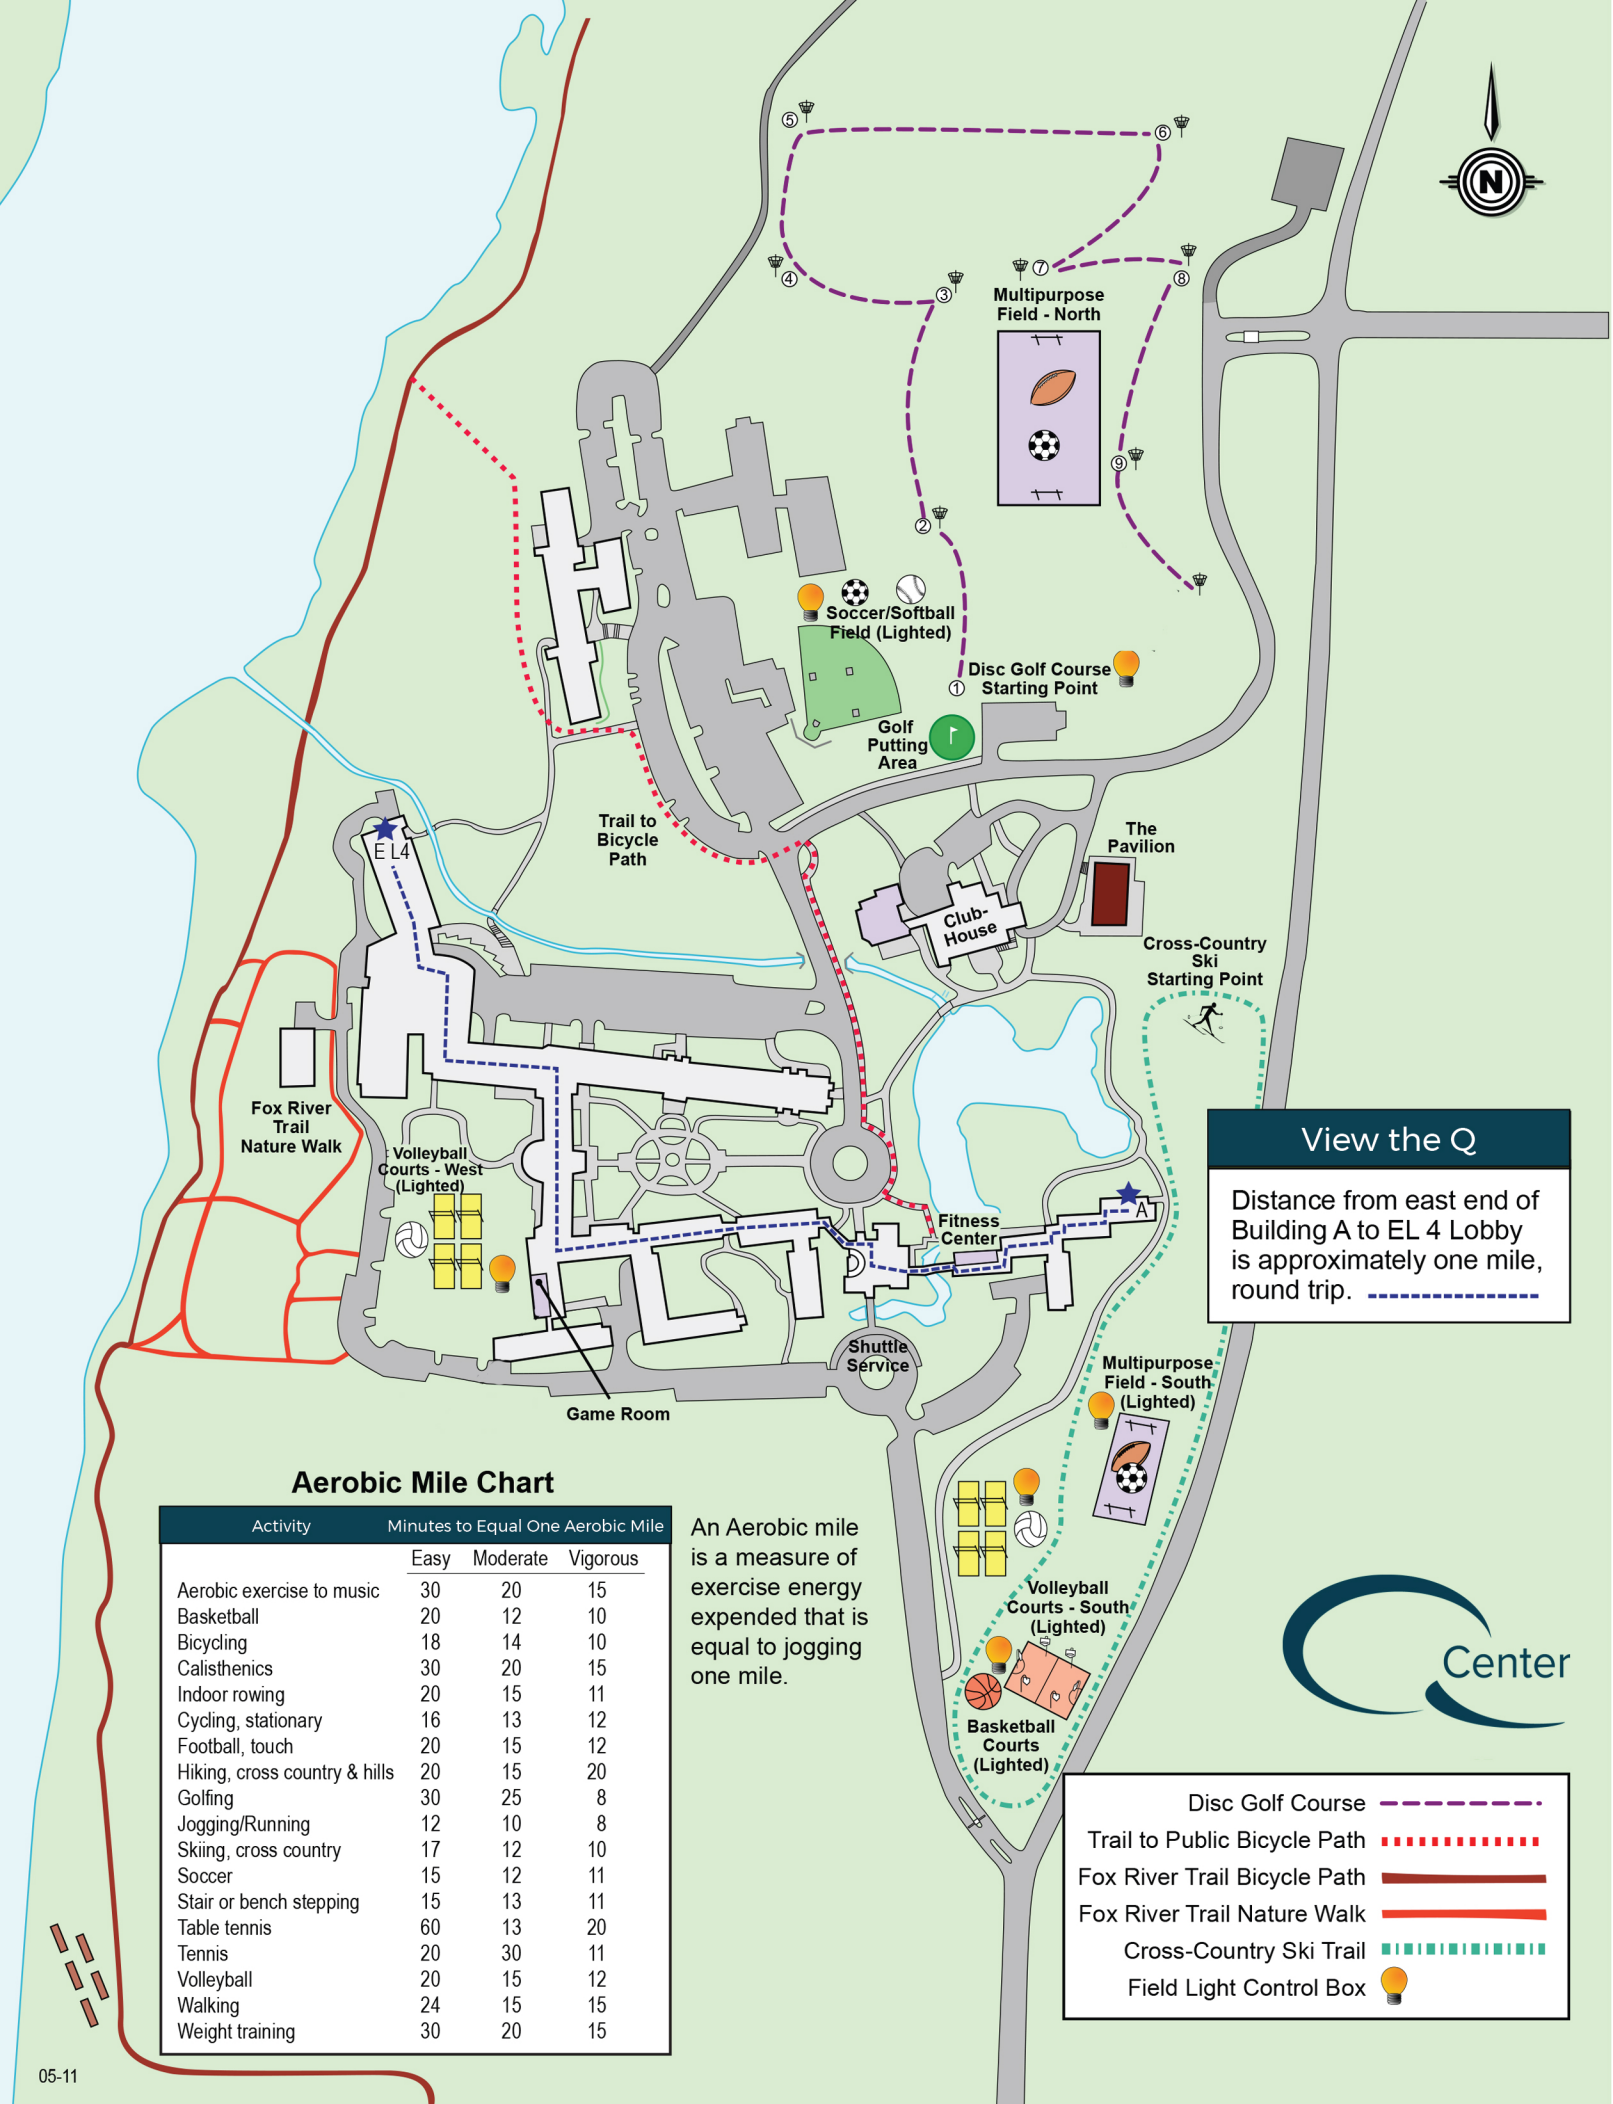 5
6
N
4
3
7
8
Multipurpose
Field - North
9
2
Soccer/Softball
Field (Lighted)
1
Disc Golf Course
Starting Point
Golf
Putting
Area
Trail to
Bicycle
Path
The
Pavilion
E L4
Club-
House
Cross-Country
Ski
Starting Point
Fox River
Trail
Nature Walk
Volleyball
Courts - West
(Lighted)
View the Q
Distance from east end of
Building A to EL 4 Lobby
is approximately one mile,
round trip.
A
Fitness
Center
Shuttle
Service
Game Room
Multipurpose
Field - South
(Lighted)
Aerobic Mile Chart
Activity Minutes to Equal One Aerobic Mile
Easy Moderate Vigorous
Aerobic exercise to music 30 20 15
Basketball 20 12 10
Bicycling 18 14 10
Calisthenics 30 20 15
Indoor rowing 20 15 11
Cycling, stationary 16 13 12
Football, touch 20 15 12
Hiking, cross country & hills 20 15 20
Golfing 30 25 8
Jogging/Running 12 10 8
Skiing, cross country 17 12 10
Soccer 15 12 11
Stair or bench stepping 15 13 11
Table tennis 60 13 20
Tennis 20 30 11
Volleyball 20 15 12
Walking 24 15 15
Weight training 30 20 15
An Aerobic mile
is a measure of
exercise energy
expended that is
equal to jogging
one mile.
Volleyball
Courts - South
(Lighted)
Basketball
Courts
(Lighted)
Q Center
Disc Golf Course
Trail to Public Bicycle Path
Fox River Trail Bicycle Path
Fox River Trail Nature Walk
Cross-Country Ski Trail
Field Light Control Box
05-11